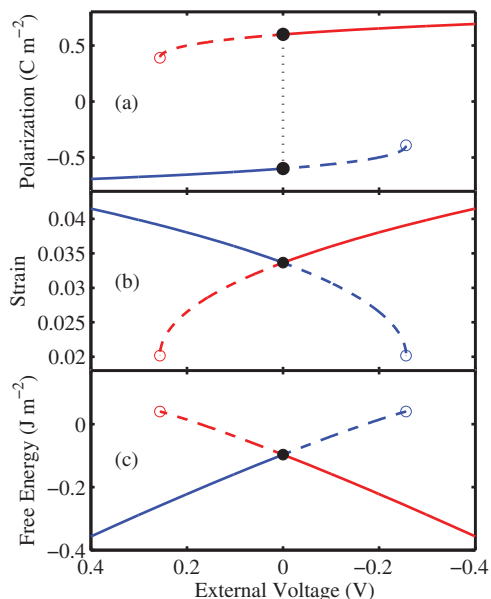 Polarization (C m⁻²)
0.5
0
−0.5
(a)
Strain
0.04
0.035
0.03
0.025
0.02
(b)
Free Energy (J m⁻²)
0
−0.2
−0.4
(c)
0.4 0.2 0 −0.2 −0.4
External Voltage (V)